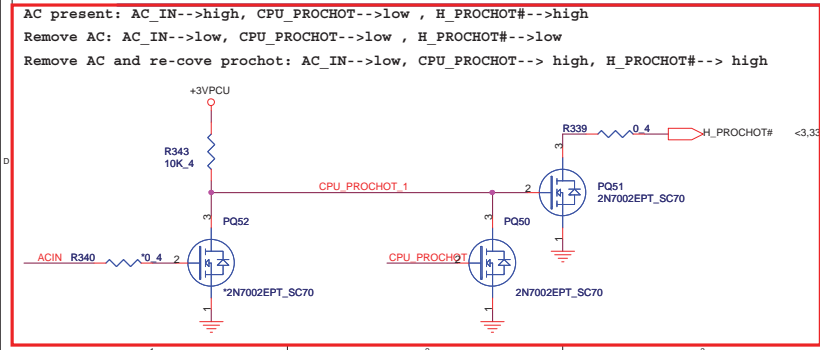 AC present: AC_IN-->high, CPU_PROCHOT-->low , H_PROCHOT#-->high
Remove AC: AC_IN-->low, CPU_PROCHOT-->low , H_PROCHOT#-->low
Remove AC and re-cove prochot: AC_IN-->low, CPU_PROCHOT--> high, H_PROCHOT#--> high
+3VPCU
R343
10K_4
R339
0_4
H_PROCHOT#
<3,33
D
3
CPU_PROCHOT_1
2
PQ51
2N7002EPT_SC70
1
3
PQ52
3
PQ50
ACIN
R340
*0_4
2
CPU_PROCHOT
2
*2N7002EPT_SC70
2N7002EPT_SC70
1
1